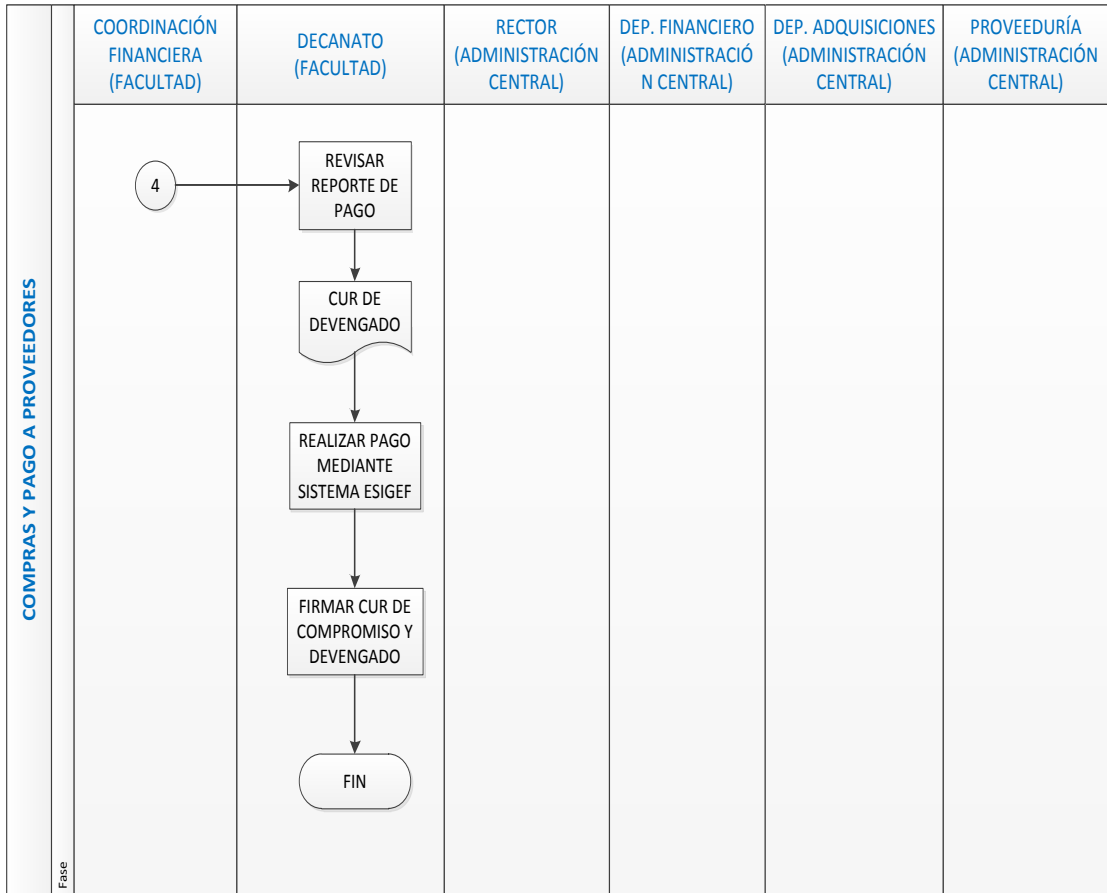 COORDINACIÓN
FINANCIERA
(FACULTAD)
DECANATO
(FACULTAD)
RECTOR
(ADMINISTRACIÓN
CENTRAL)
DEP. FINANCIERO
(ADMINISTRACIÓ
N CENTRAL)
DEP. ADQUISICIONES
(ADMINISTRACIÓN
CENTRAL)
PROVEEDURÍA
(ADMINISTRACIÓN
CENTRAL)
COMPRAS Y PAGO A PROVEEDORES
Fase
4
REVISAR
REPORTE DE
PAGO
CUR DE
DEVENGADO
REALIZAR PAGO
MEDIANTE
SISTEMA ESIGEF
FIRMAR CUR DE
COMPROMISO Y
DEVENGADO
FIN